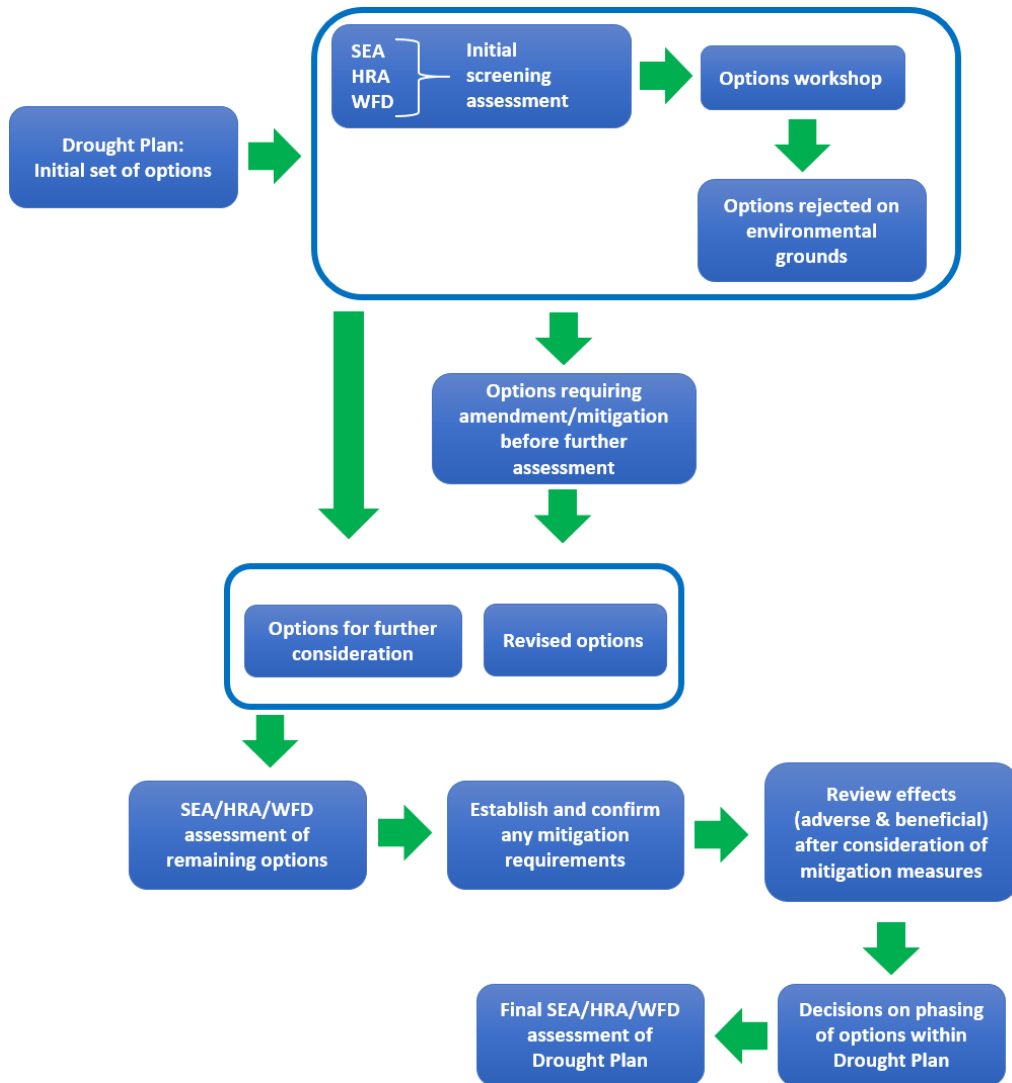 SEA
HRA
WFD
Initial
screening
assessment
Options workshop
Drought Plan:
Initial set of options
Options rejected on
environmental
grounds
Options requiring
amendment/mitigation
before further
assessment
Options for further
consideration
Revised options
SEA/HRA/WFD
assessment of
remaining options
Establish and confirm
any mitigation
requirements
Review effects
(adverse & beneficial)
after consideration of
mitigation measures
Decisions on phasing
of options within
Drought Plan
Final SEA/HRA/WFD
assessment of
Drought Plan